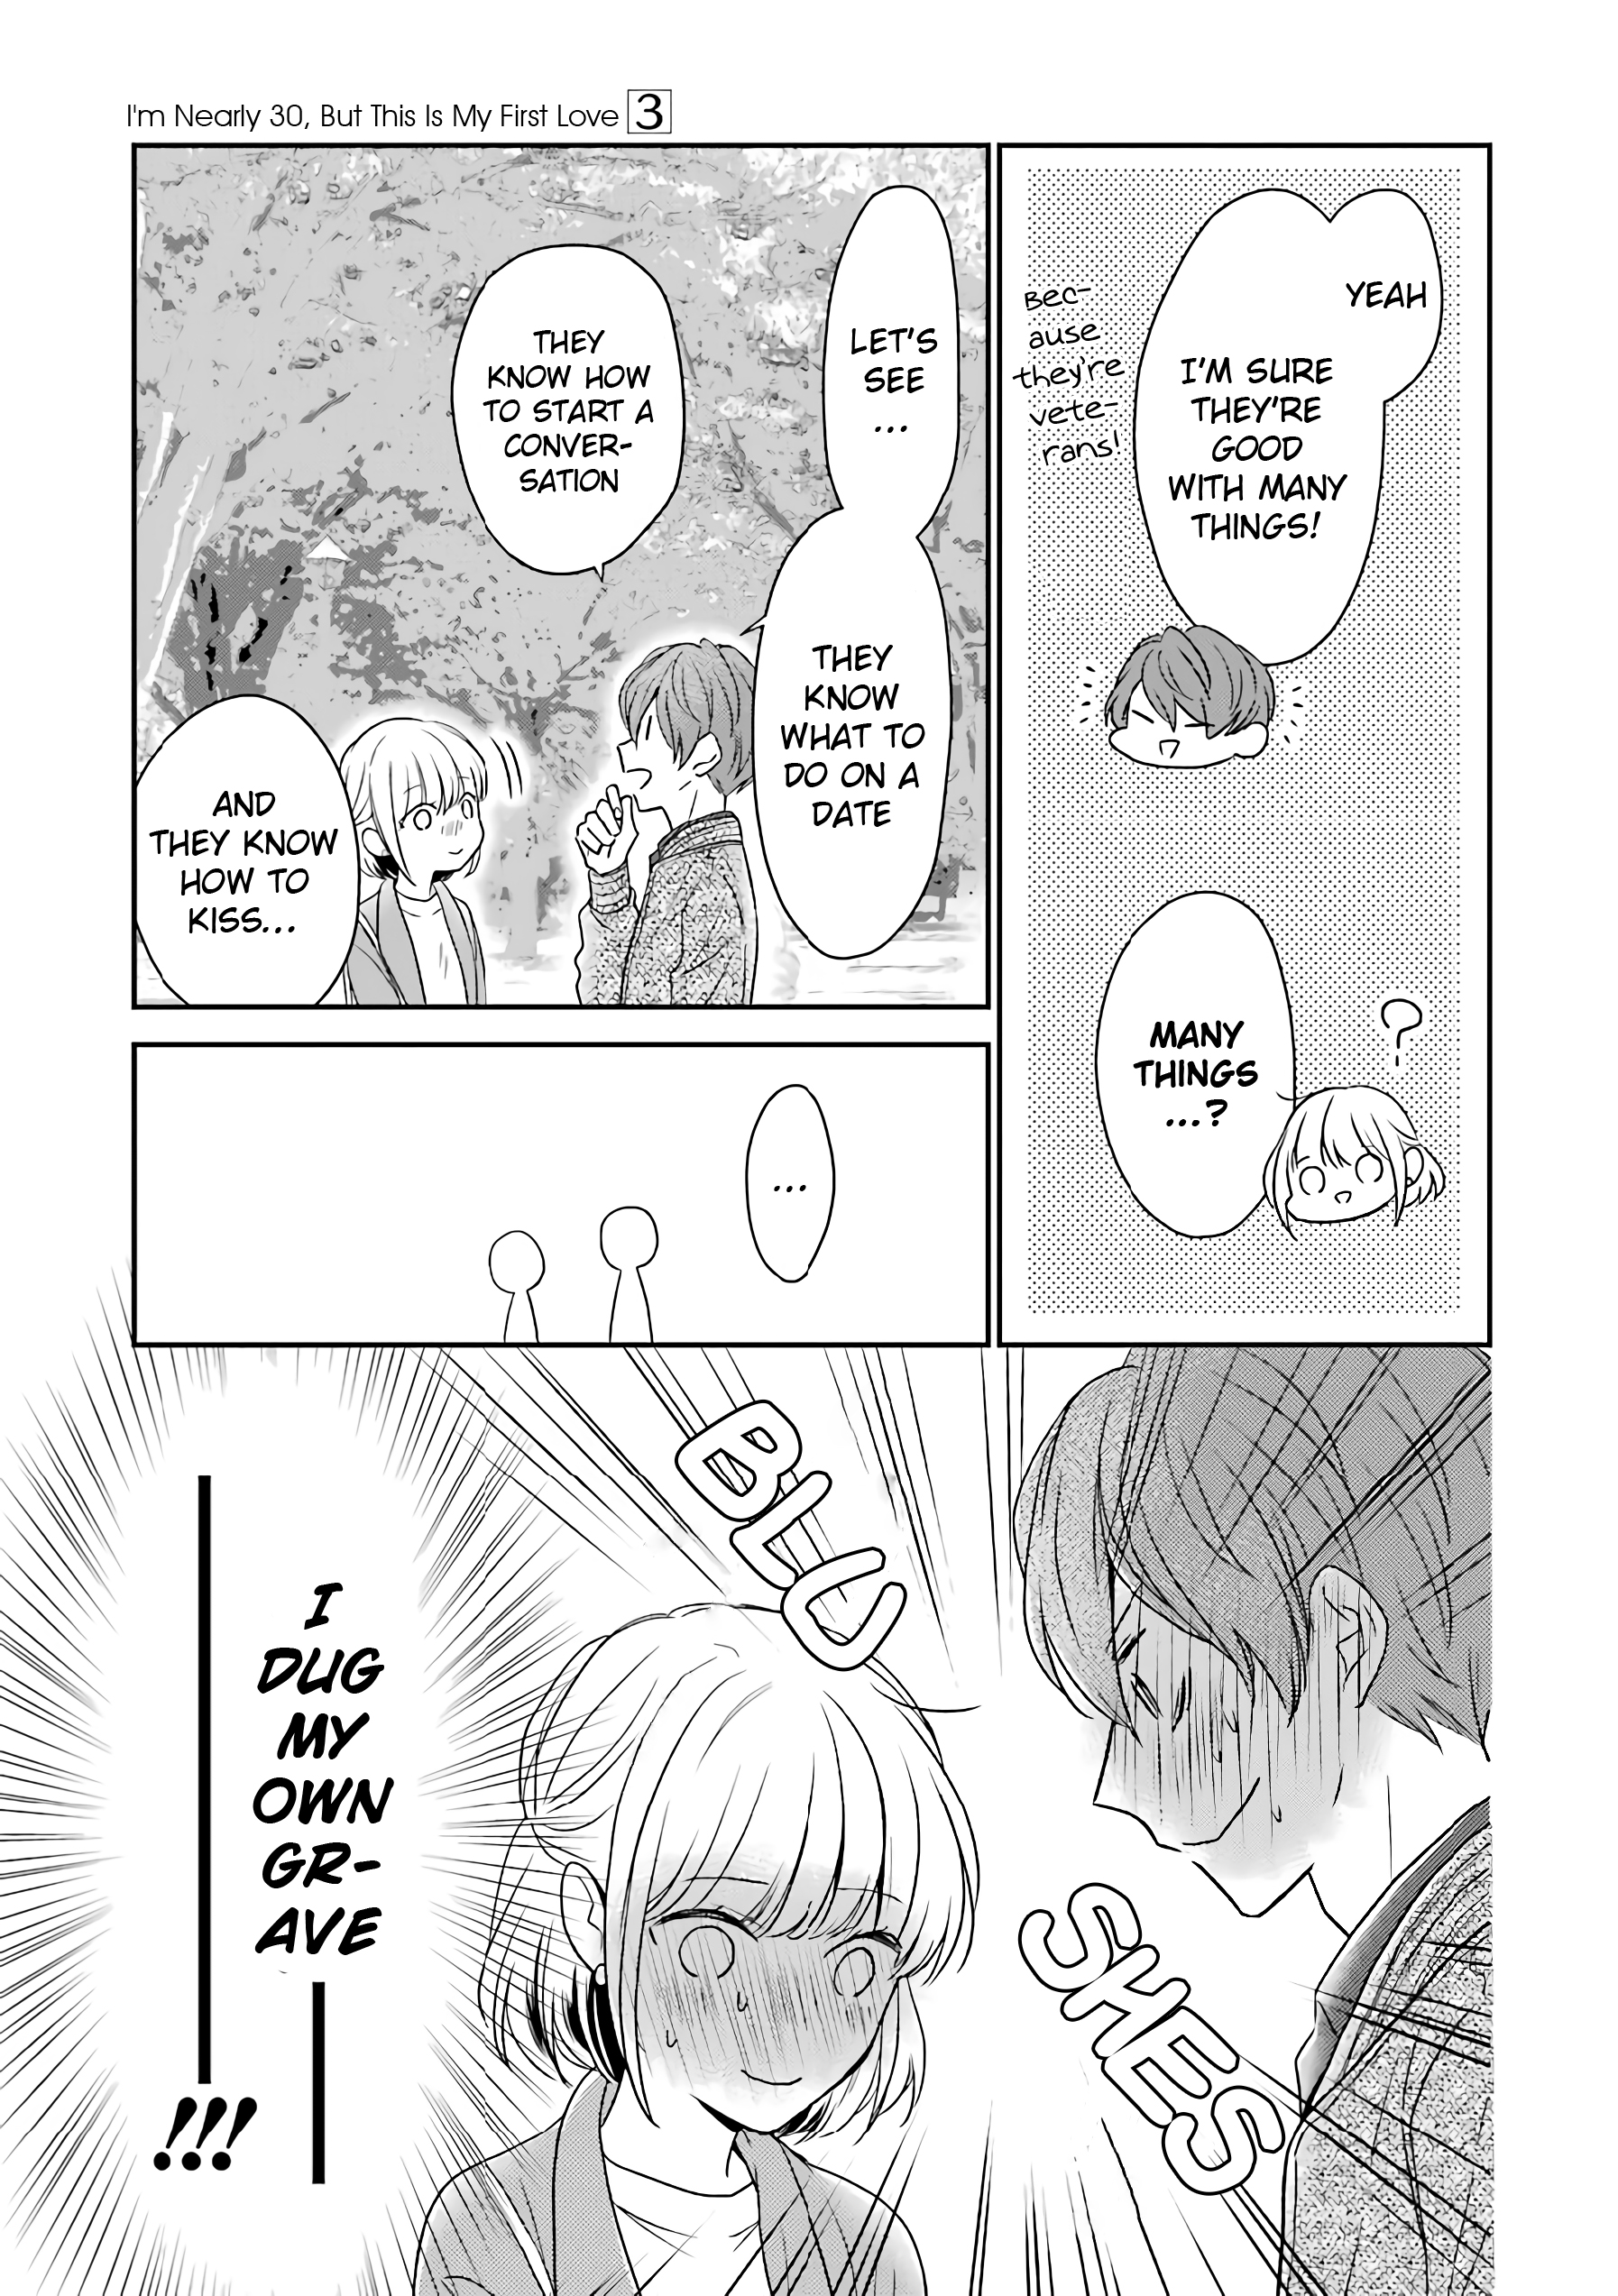 I'm Nearly 30, But This Is My First Love 3
YEAH
I'M SURE
THEY'RE
GOOD
WITH MANY
THINGS!
Bec-
ause
they're
vete-
rans!
MANY
THINGS
...?
?
LET'S
SEE
...
THEY
KNOW
WHAT TO
DO ON A
DATE
THEY
KNOW HOW
TO START A
CONVER-
SATION
AND
THEY KNOW
HOW TO
KISS...
...
BLU
SHES
I
DUG
MY
OWN
GR-
AVE
!!!